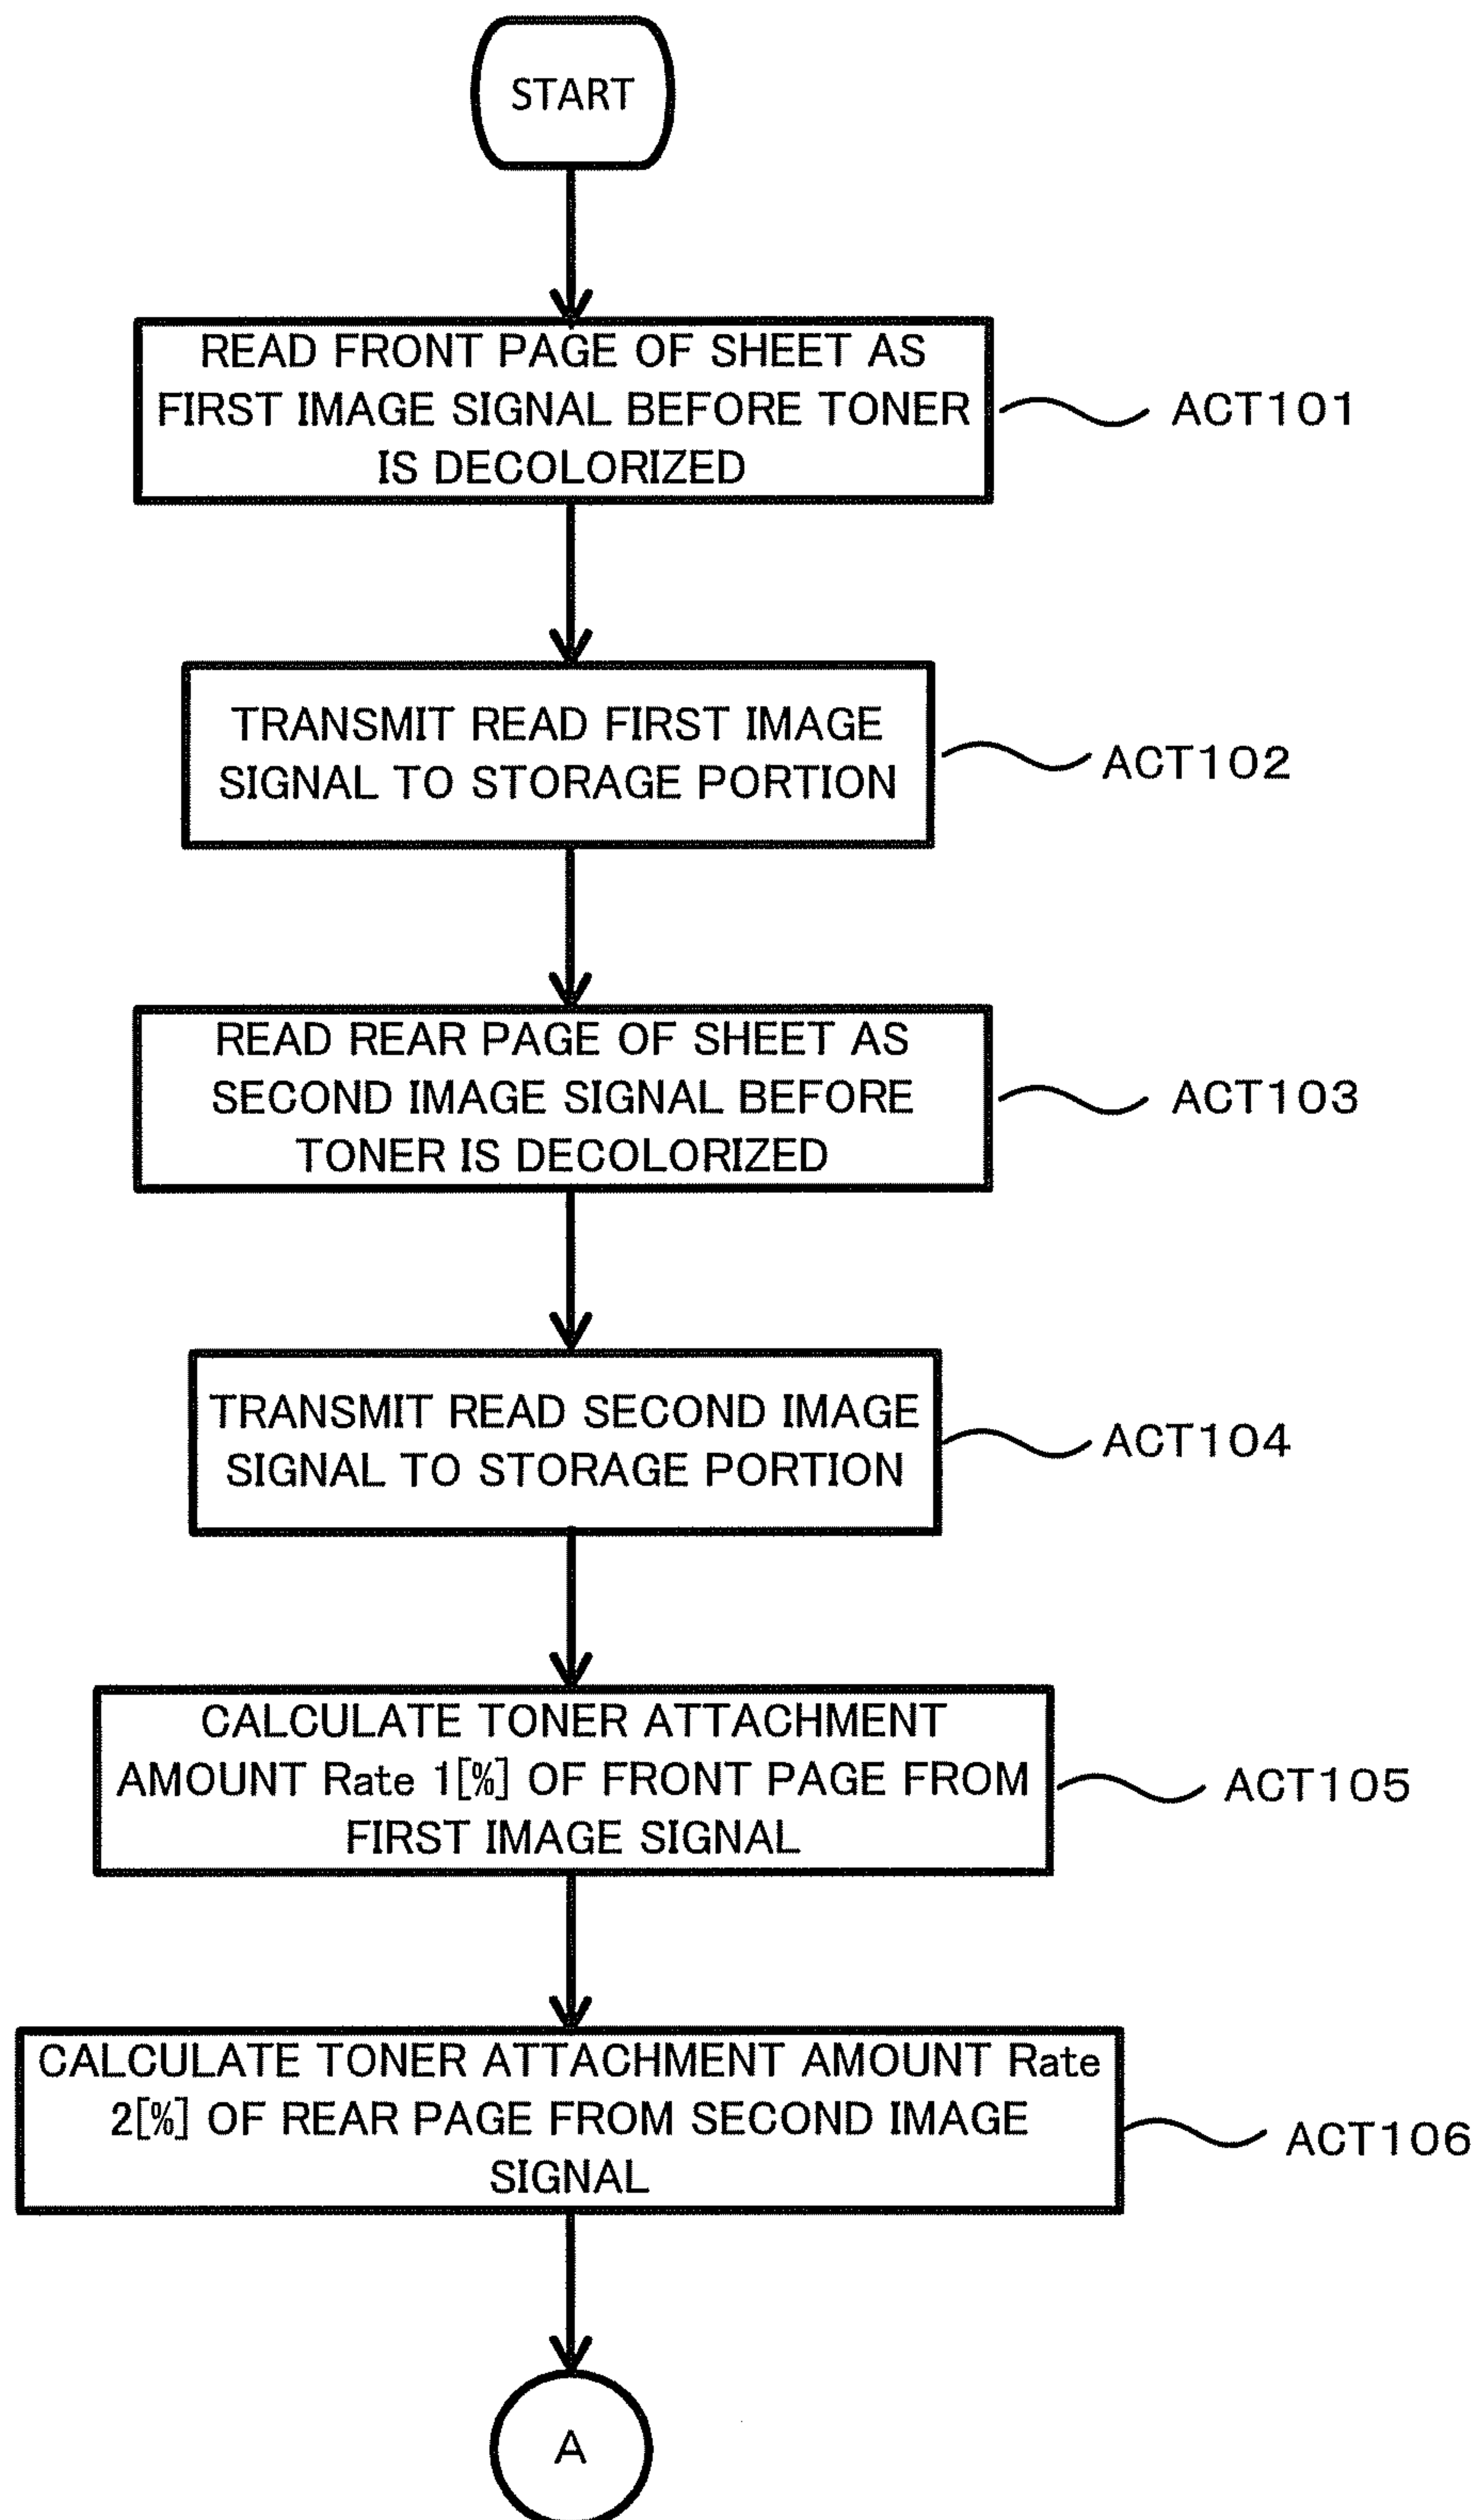 START
READ FRONT PAGE OF SHEET AS
FIRST IMAGE SIGNAL BEFORE TONER
IS DECOLORIZED
ACT101
TRANSMIT READ FIRST IMAGE
SIGNAL TO STORAGE PORTION
ACT102
READ REAR PAGE OF SHEET AS
SECOND IMAGE SIGNAL BEFORE
TONER IS DECOLORIZED
ACT103
TRANSMIT READ SECOND IMAGE
SIGNAL TO STORAGE PORTION
ACT104
CALCULATE TONER ATTACHMENT
AMOUNT Rate 1[%] OF FRONT PAGE FROM
FIRST IMAGE SIGNAL
ACT105
CALCULATE TONER ATTACHMENT AMOUNT Rate
2[%] OF REAR PAGE FROM SECOND IMAGE
SIGNAL
ACT106
A